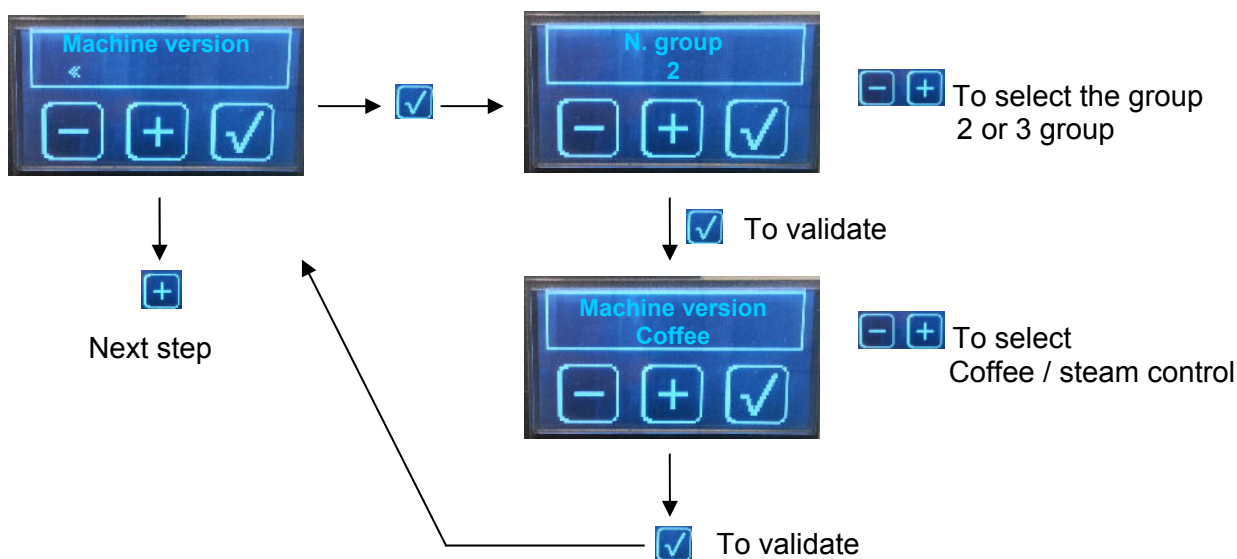 Machine version
«
N. group
2
To select the group
2 or 3 group
To validate
Machine version
Coffee
To select
Coffee / steam control
Next step
To validate